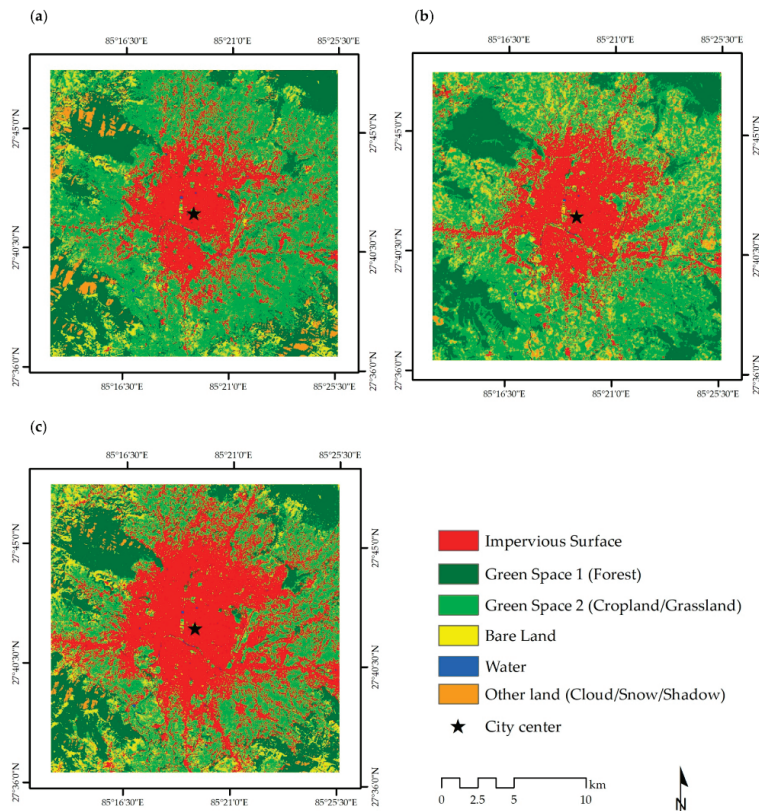 (a)
85°16'30"E 85°21'0"E 85°25'30"E
27°45'0"N 27°45'0"N
27°40'30"N 27°40'30"N
27°36'0"N 27°36'0"N
85°16'30"E 85°21'0"E 85°25'30"E
(b)
85°16'30"E 85°21'0"E 85°25'30"E
27°45'0"N 27°45'0"N
27°40'30"N 27°40'30"N
27°36'0"N 27°36'0"N
85°16'30"E 85°21'0"E 85°25'30"E
(c)
85°16'30"E 85°21'0"E 85°25'30"E
27°45'0"N 27°45'0"N
27°40'30"N 27°40'30"N
27°36'0"N 27°36'0"N
85°16'30"E 85°21'0"E 85°25'30"E
Impervious Surface
Green Space 1 (Forest)
Green Space 2 (Cropland/Grassland)
Bare Land
Water
Other land (Cloud/Snow/Shadow)
City center
km
0 2.5 5 10
N